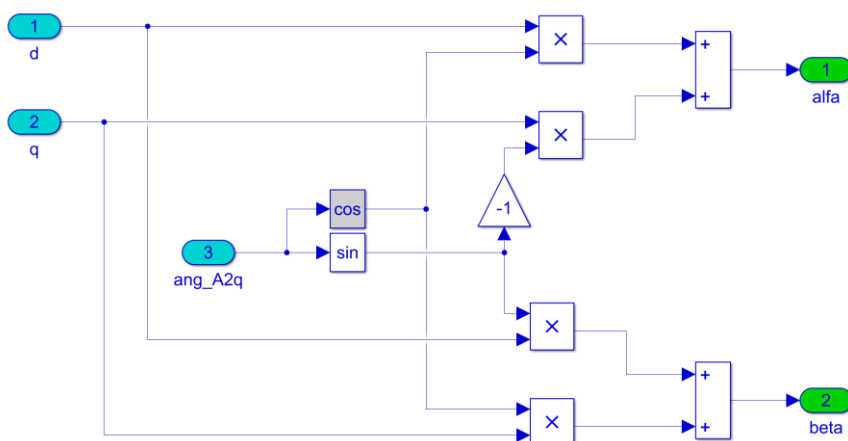 1
d
×
+
+
1
alfa
2
q
×
-1
cos
sin
3
ang_A2q
×
+
+
2
beta
×